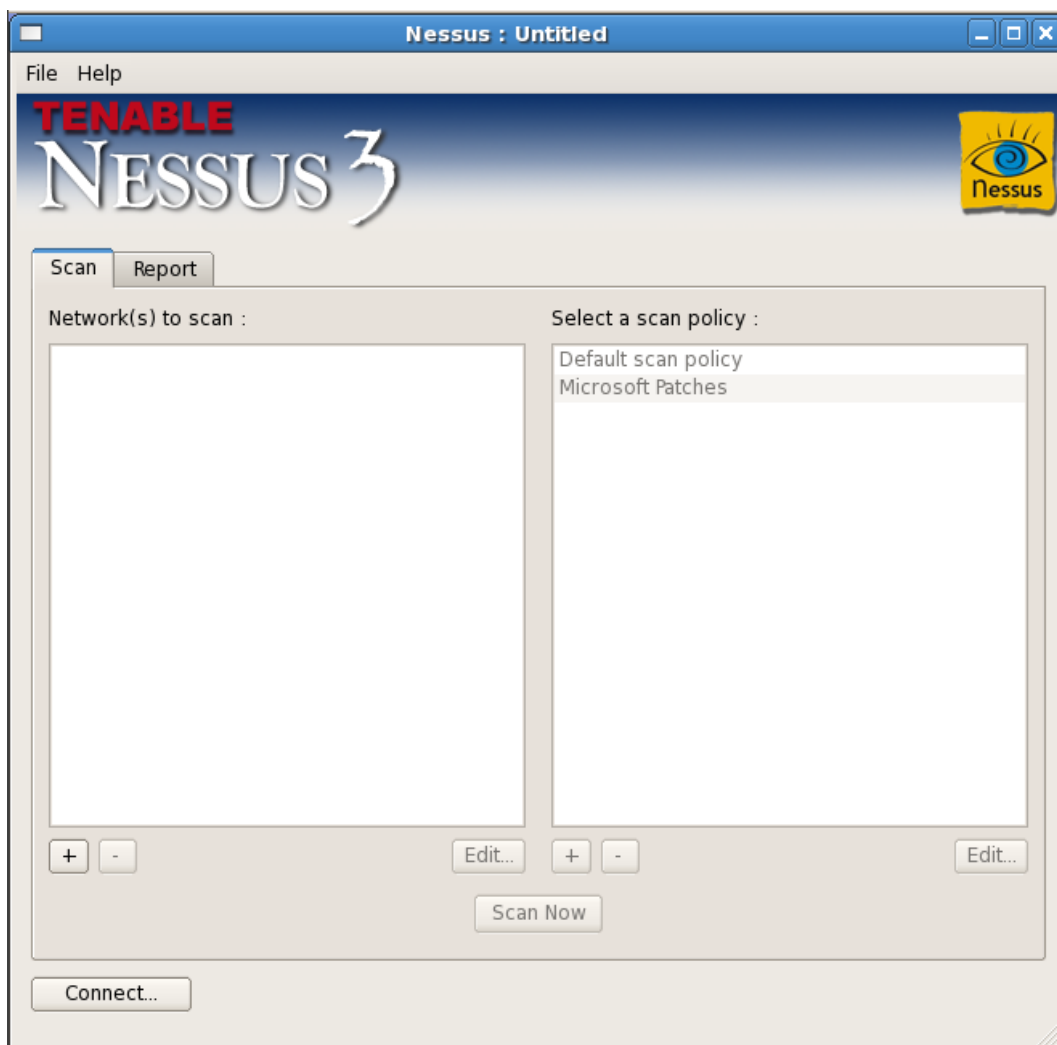 Nessus : Untitled
File Help
TENABLE
NESSUS 3
Nessus
Scan Report
Network(s) to scan :
Select a scan policy :
Default scan policy
Microsoft Patches
+ - Edit...
+ - Edit...
Scan Now
Connect...